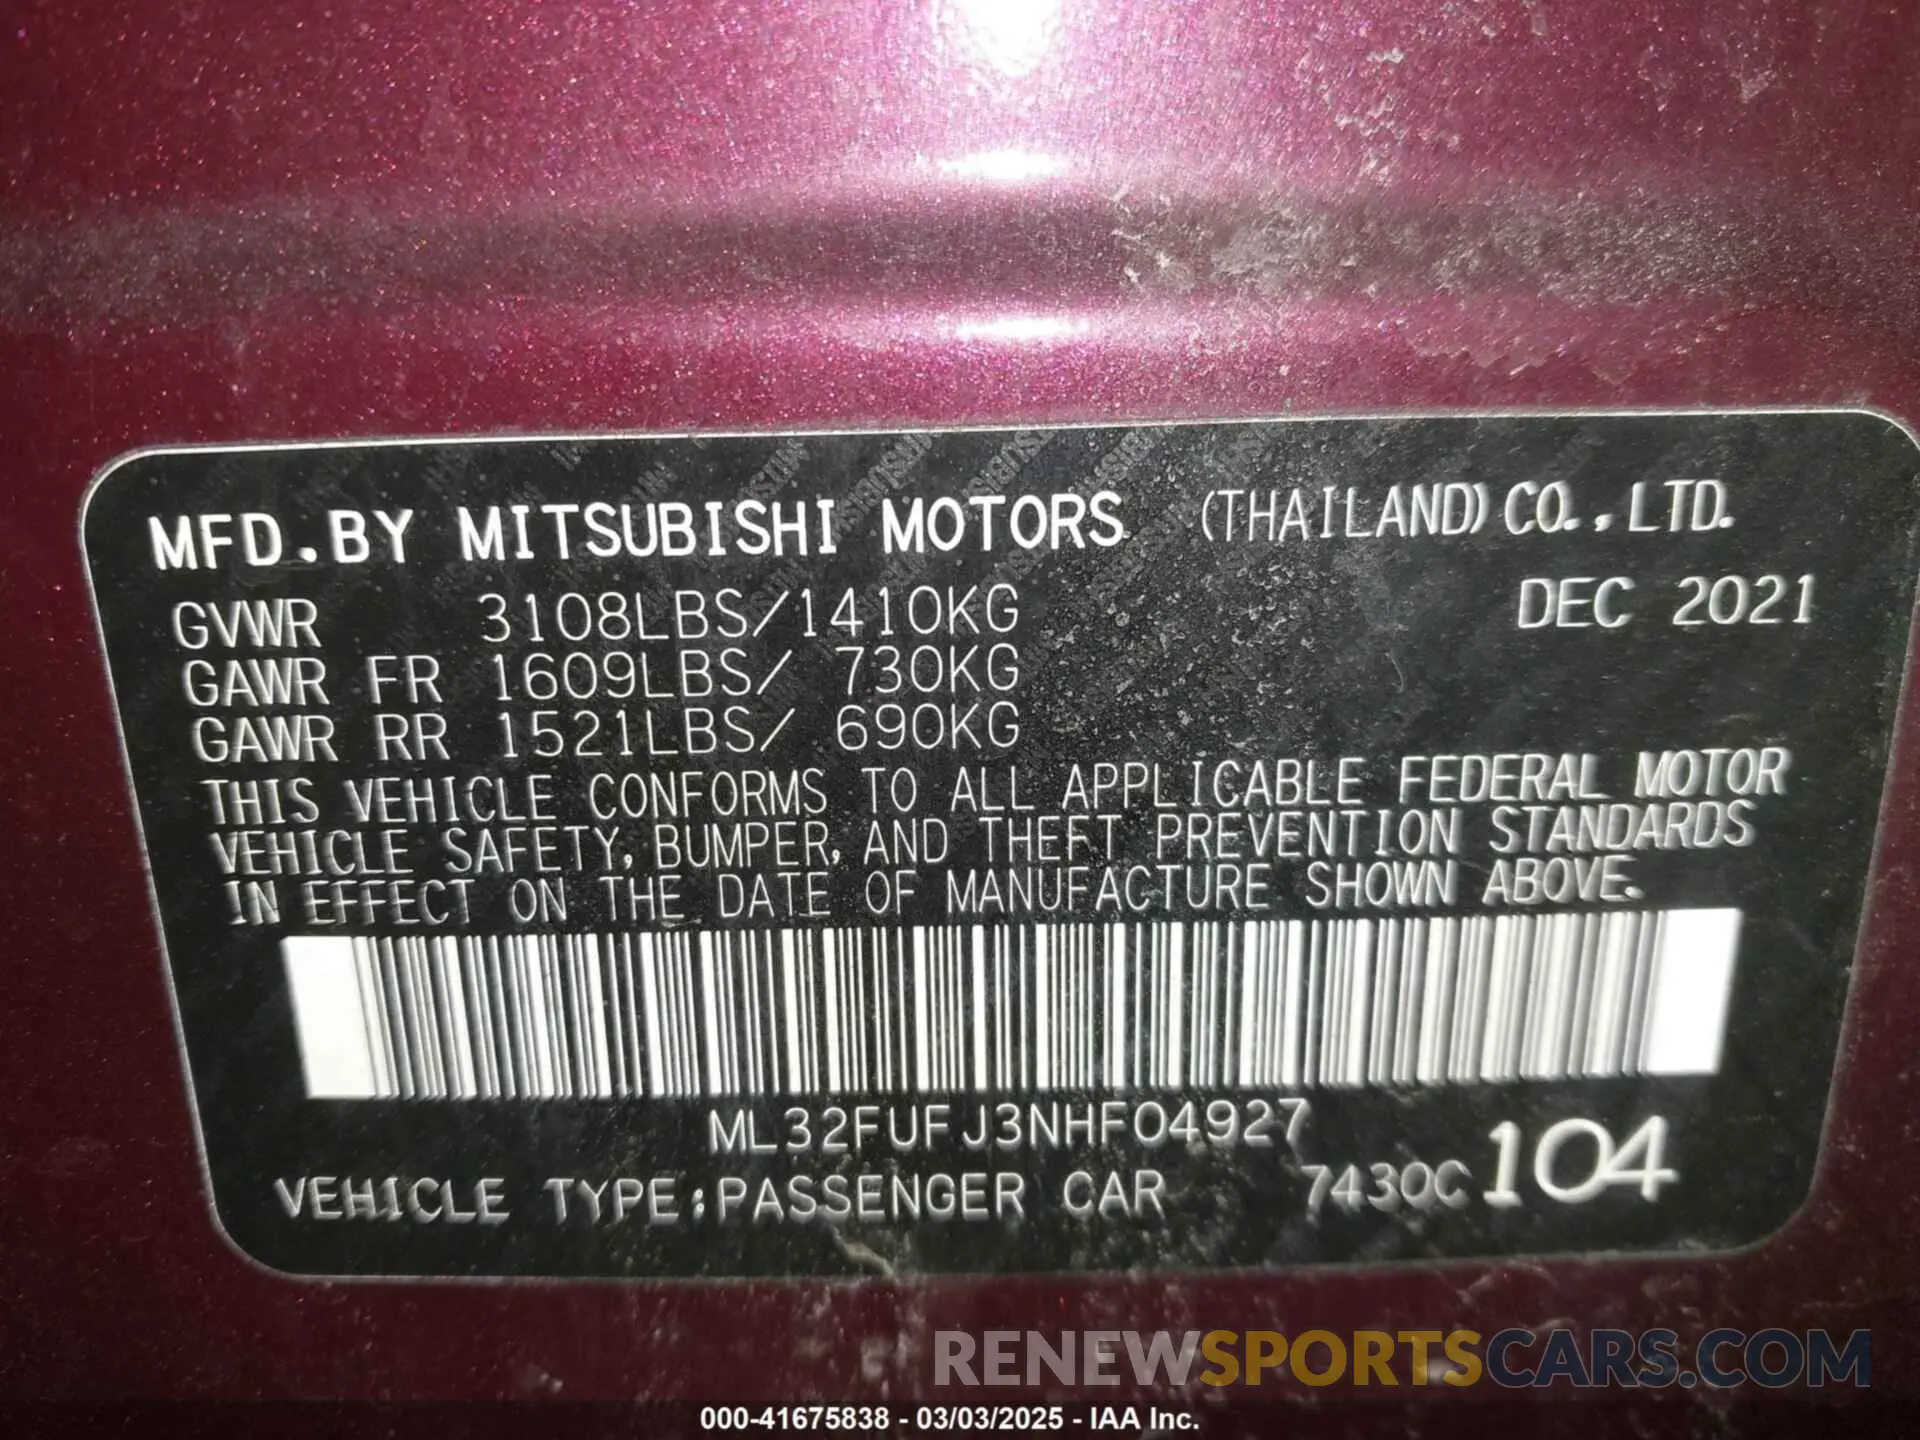 MFD.BY MITSUBISHI MOTORS (THAILAND)CO.,LTD.
GVWR 3108LBS/1410KG DEC 2021
GAWR FR 1609LBS/ 730KG
GAWR RR 1521LBS/ 690KG
THIS VEHICLE CONFORMS TO ALL APPLICABLE FEDERAL MOTOR
VEHICLE SAFETY, BUMPER, AND THEFT PREVENTION STANDARDS
IN EFFECT ON THE DATE OF MANUFACTURE SHOWN ABOVE.
ML32FUFJ3NHF04927
VEHICLE TYPE:PASSENGER CAR 7430C 104
RENEWSPORTSCARS.COM
000-41675838 - 03/03/2025 - IAA Inc.